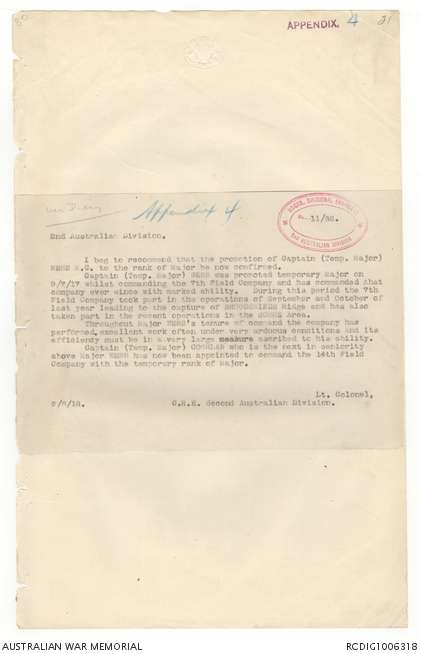 APPENDIX. 4
21
War Diary
Appendix 4.
11/38.
2ND AUSTRALIAN DIVISION
2nd Australian Division.
I beg to recommend that the promotion of Captain (Temp. Major)
M.C. to the rank of Major be now confirmed.
Captain (Temp. Major) was promoted temporary Major on
whilst commanding the 7th Field Company and has commanded that
company ever since with marked ability. During this period the 7th
Field Company took part in the operations of September and October of
last year leading to the capture of BROODSEINDE Ridge and has also
taken part in the recent operations in the SOMME Area.
Throughout Major tenure of command the company has
performed excellent work often under very arduous conditions and its
efficiency must be in a very large measure ascribed to his ability.
Captain (Temp. Major) who is the next in seniority
above Major has now been appointed to command the 14th Field
Company with the temporary rank of Major.
Lt. Colonel,
C.R.E. Second Australian Division.
AUSTRALIAN WAR MEMORIAL
RCDIG1006318